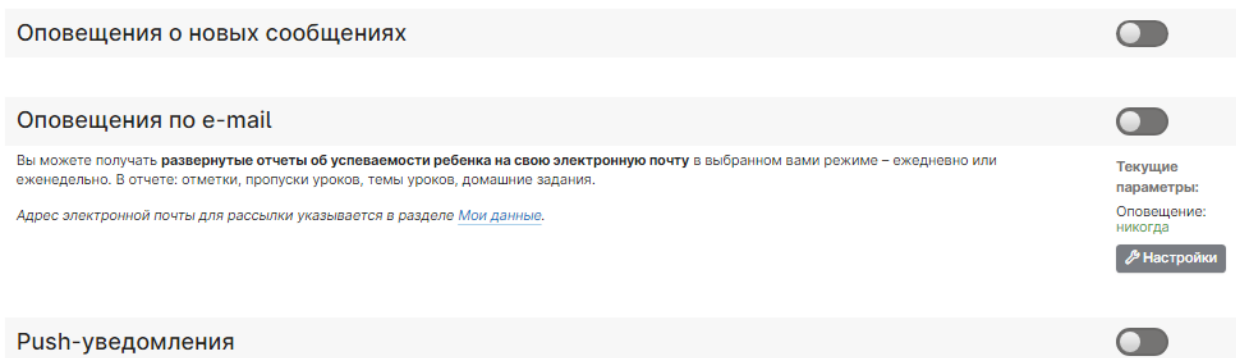 Оповещения о новых сообщениях
Оповещения по e-mail
Вы можете получать развернутые отчеты об успеваемости ребенка на свою электронную почту в выбранном вами режиме – ежедневно или
еженедельно. В отчете: отметки, пропуски уроков, темы уроков, домашние задания.
Адрес электронной почты для рассылки указывается в разделе Мои данные.
Текущие
параметры:
Оповещение:
никогда
Настройки
Push-уведомления